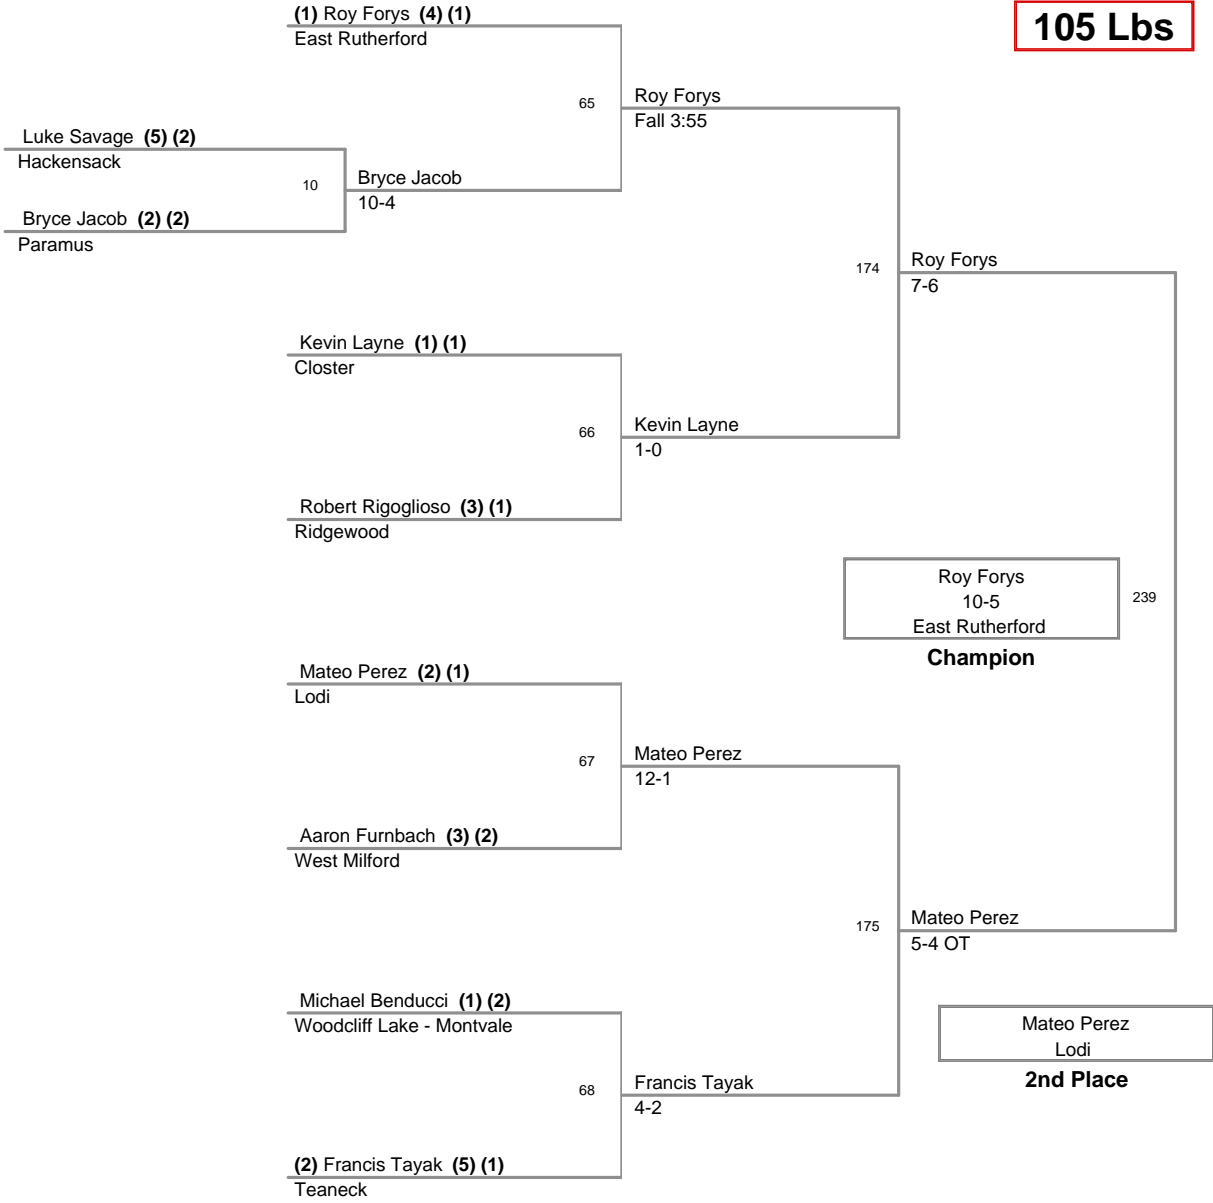 (1) Roy Forys (4) (1)
East Rutherford
105 Lbs
65
Roy Forys
Fall 3:55
Luke Savage (5) (2)
Hackensack
10
Bryce Jacob
10-4
Bryce Jacob (2) (2)
Paramus
174
Roy Forys
7-6
Kevin Layne (1) (1)
Closter
66
Kevin Layne
1-0
Robert Rigoglioso (3) (1)
Ridgewood
Roy Forys
10-5
East Rutherford
239
Champion
Mateo Perez (2) (1)
Lodi
67
Mateo Perez
12-1
Aaron Furnbach (3) (2)
West Milford
175
Mateo Perez
5-4 OT
Michael Benducci (1) (2)
Woodcliff Lake - Montvale
Mateo Perez
Lodi
2nd Place
68
Francis Tayak
4-2
(2) Francis Tayak (5) (1)
Teaneck